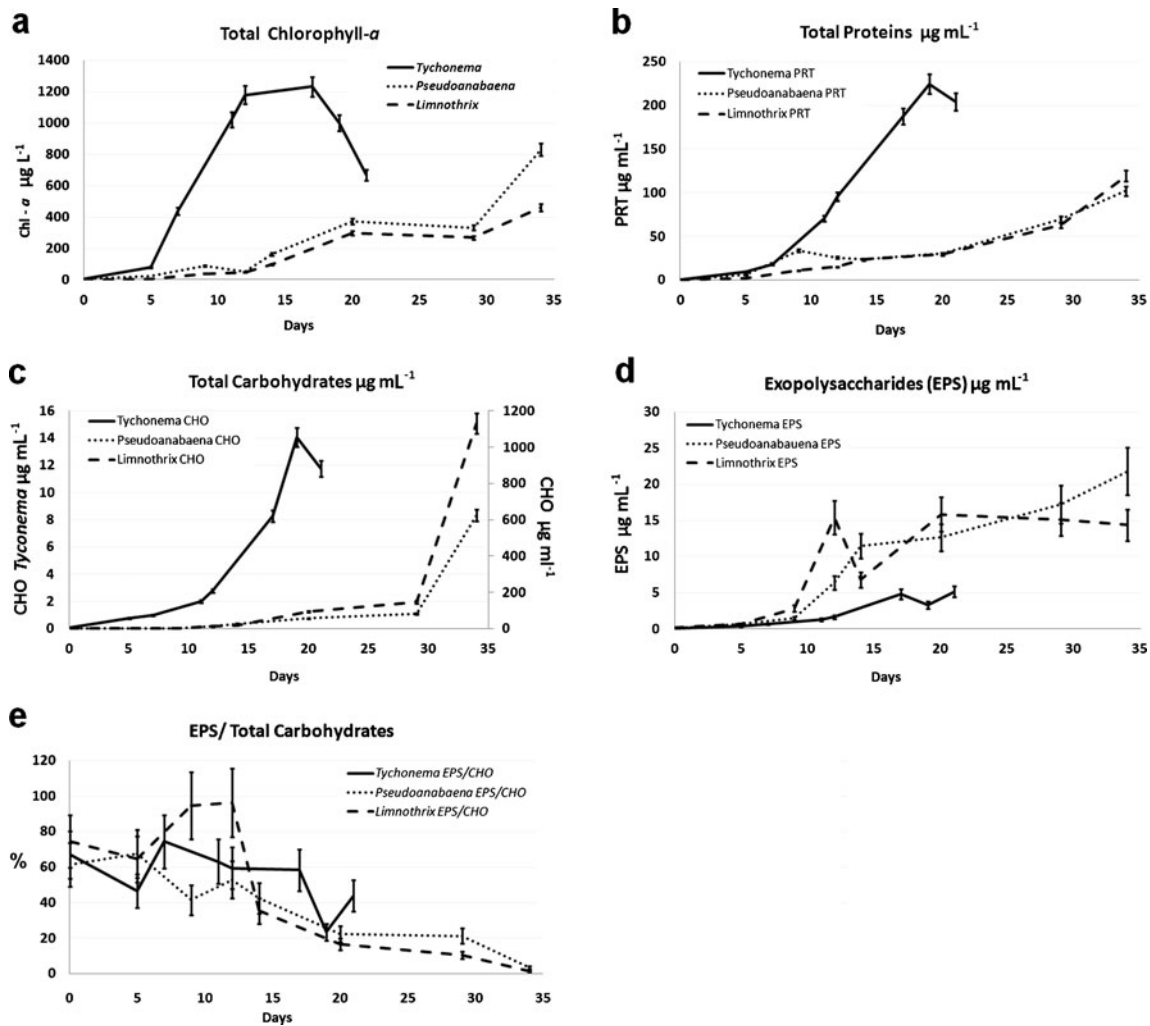 a
Total Chlorophyll-a
1400
1200
1000
800
600
400
200
0
Chl - a µg L-1
Tychonema
Pseudoanabaena
Limnothrix
0 5 10 15 20 25 30 35
Days
b
Total Proteins µg mL-1
250
200
150
100
50
0
PRT µg mL-1
Tychonema PRT
Pseudoanabaena PRT
Limnothrix PRT
0 5 10 15 20 25 30 35
Days
c
Total Carbohydrates µg mL-1
16
14
12
10
8
6
4
2
0
CHO Tyconema µg mL-1
Tychonema CHO
Pseudoanabaena CHO
Limnothrix CHO
1200
1000
800
600
400
200
0
CHO µg ml-1
0 5 10 15 20 25 30 35
Days
d
Exopolysaccharides (EPS) µg mL-1
30
25
20
15
10
5
0
EPS µg mL-1
Tychonema EPS
Pseudoanabauena EPS
Limnothrix EPS
0 5 10 15 20 25 30 35
Days
e
EPS/ Total Carbohydrates
120
100
80
60
40
20
0
%
Tychonema EPS/CHO
Pseudoanabaena EPS/CHO
Limnothrix EPS/CHO
0 5 10 15 20 25 30 35
Days